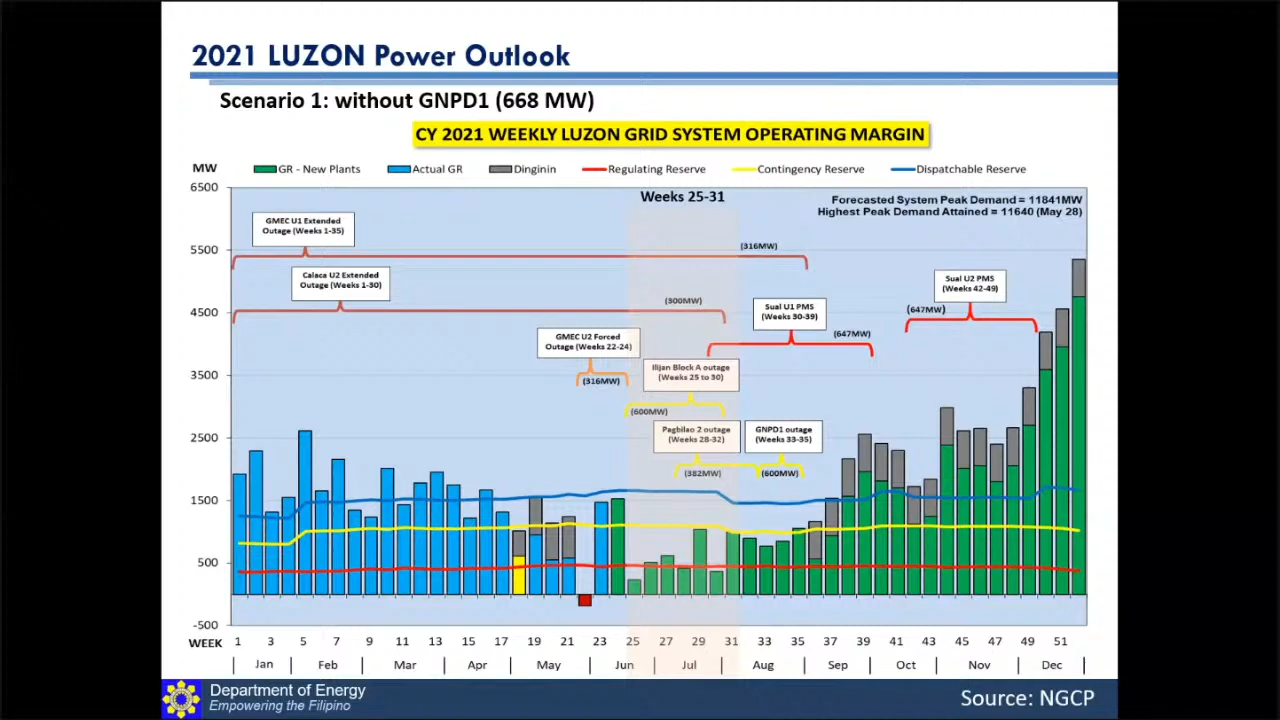 2021 LUZON Power Outlook
Scenario 1: without GNPD1 (668 MW)
CY 2021 WEEKLY LUZON GRID SYSTEM OPERATING MARGIN
MW
GR - New Plants
Actual GR
Dinginin
Regulating Reserve
Contingency Reserve
Dispatchable Reserve
6500
5500
4500
3500
2500
1500
500
-500
Weeks 25-31
Forecasted System Peak Demand = 11841MW
Highest Peak Demand Attained = 11640 (May 28)
GMEC U1 Extended
Outage (Weeks 1-35)
(316MW)
Calaca U2 Extended
Outage (Weeks 1-30)
(300MW)
Sual U2 PMS
(Weeks 42-49)
(647MW)
Sual U1 PMS
(Weeks 30-39)
(647MW)
GMEC U2 Forced
Outage (Weeks 22-24)
(316MW)
Ilijan Block A outage
(Weeks 25 to 30)
(600MW)
Pagbilao 2 outage
(Weeks 28-32)
(382MW)
GNPD1 outage
(Weeks 33-35)
(600MW)
WEEK 1 3 5 7 9 11 13 15 17 19 21 23 25 27 29 31 33 35 37 39 41 43 45 47 49 51
Jan Feb Mar Apr May Jun Jul Aug Sep Oct Nov Dec
Department of Energy
Empowering the Filipino
Source: NGCP